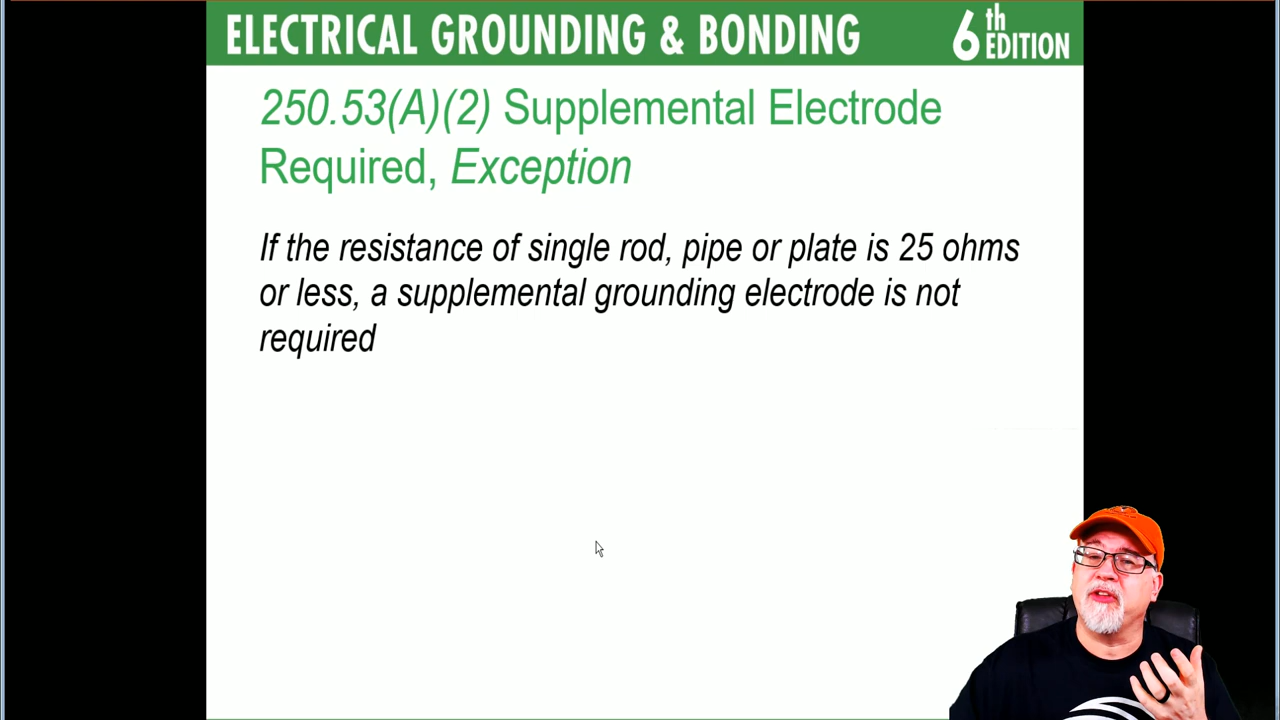 ELECTRICAL GROUNDING & BONDING 6th EDITION
250.53(A)(2) Supplemental Electrode
Required, Exception
If the resistance of single rod, pipe or plate is 25 ohms
or less, a supplemental grounding electrode is not
required